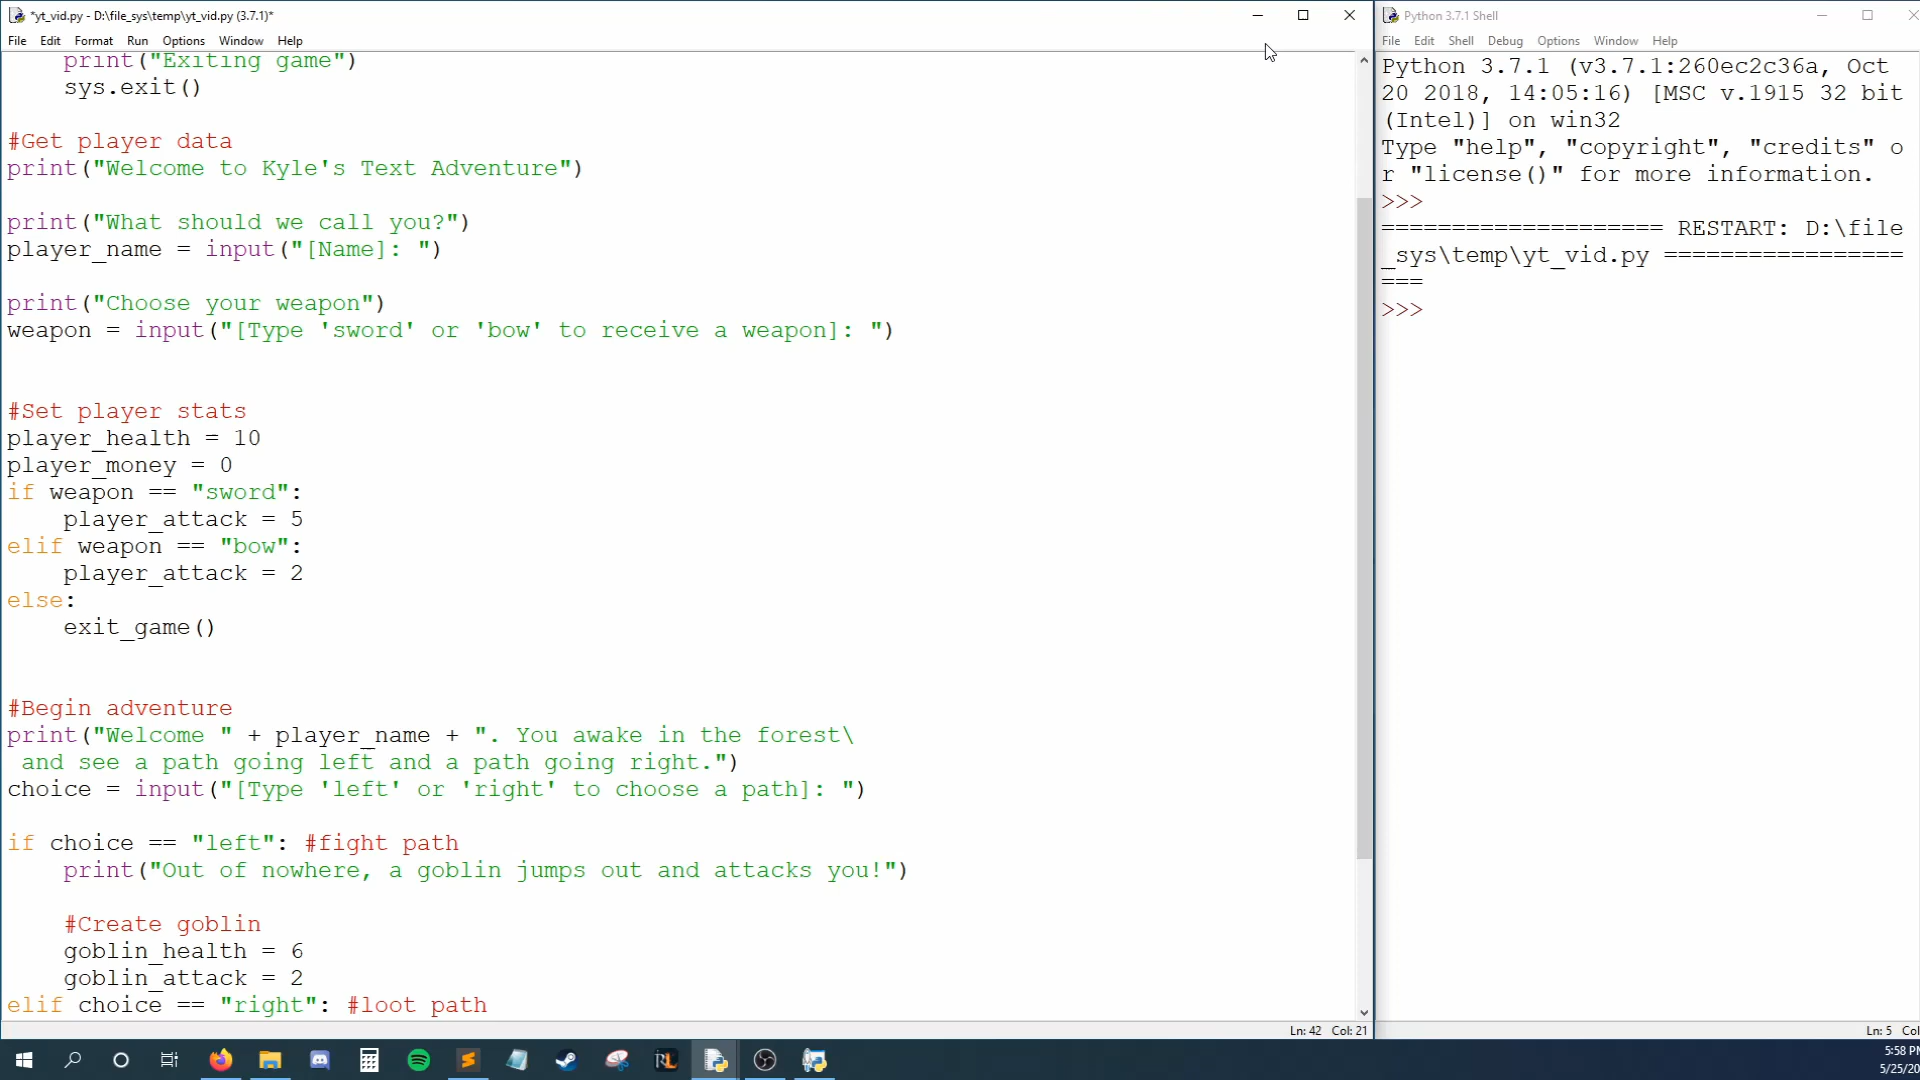 *yt_vid.py - D:\file_sys\temp\yt_vid.py (3.7.1)*
File Edit Format Run Options Window Help
    print("Exiting game")
    sys.exit()

#Get player data
print("Welcome to Kyle's Text Adventure")

print("What should we call you?")
player_name = input("[Name]: ")

print("Choose your weapon")
weapon = input("[Type 'sword' or 'bow' to receive a weapon]: ")

#Set player stats
player_health = 10
player_money = 0
if weapon == "sword":
    player_attack = 5
elif weapon == "bow":
    player_attack = 2
else:
    exit_game()

#Begin adventure
print("Welcome " + player_name + ". You awake in the forest\
 and see a path going left and a path going right.")
choice = input("[Type 'left' or 'right' to choose a path]: ")

if choice == "left": #fight path
    print("Out of nowhere, a goblin jumps out and attacks you!")

    #Create goblin
    goblin_health = 6
    goblin_attack = 2
elif choice == "right": #loot path
Ln: 42 Col: 21
Python 3.7.1 Shell
File Edit Shell Debug Options Window Help
Python 3.7.1 (v3.7.1:260ec2c36a, Oct
20 2018, 14:05:16) [MSC v.1915 32 bit
(Intel)] on win32
Type "help", "copyright", "credits" o
r "license()" for more information.
>>>
==================== RESTART: D:\file
_sys\temp\yt_vid.py =================
===
>>>
Ln: 5 Col
RL
5:58 PM
5/25/20